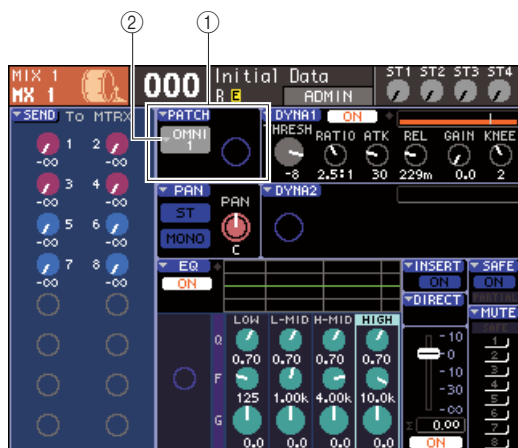 ② ①
MIX 1
MX 1
000
Initial Data
R E ADMIN
ST1 ST2 ST3 ST4
SEND TO MTRX
1 2
-∞ -∞
3 4
-∞ -∞
5 6
-∞ -∞
7 8
-∞ -∞
PATCH
OMNI
1
DYNA1 ON
THRESH RATIO ATK REL GAIN KNEE
-8 2.5:1 30 229m 0.0 2
PAN
ST
MONO
PAN
C
DYNA2
EQ
ON
LOW L-MID H-MID HIGH
Q
0.70 0.70 0.70 0.70
F
125 1.00k 4.00k 10.0k
G
0.0 0.0 0.0 0.0
INSERT
ON
DIRECT
10
0
-10
-30
-∞
Σ 0.00
ON
SAFE
ON
PARTIAL
MUTE
SAFE
1
2
3
4
5
6
7
8